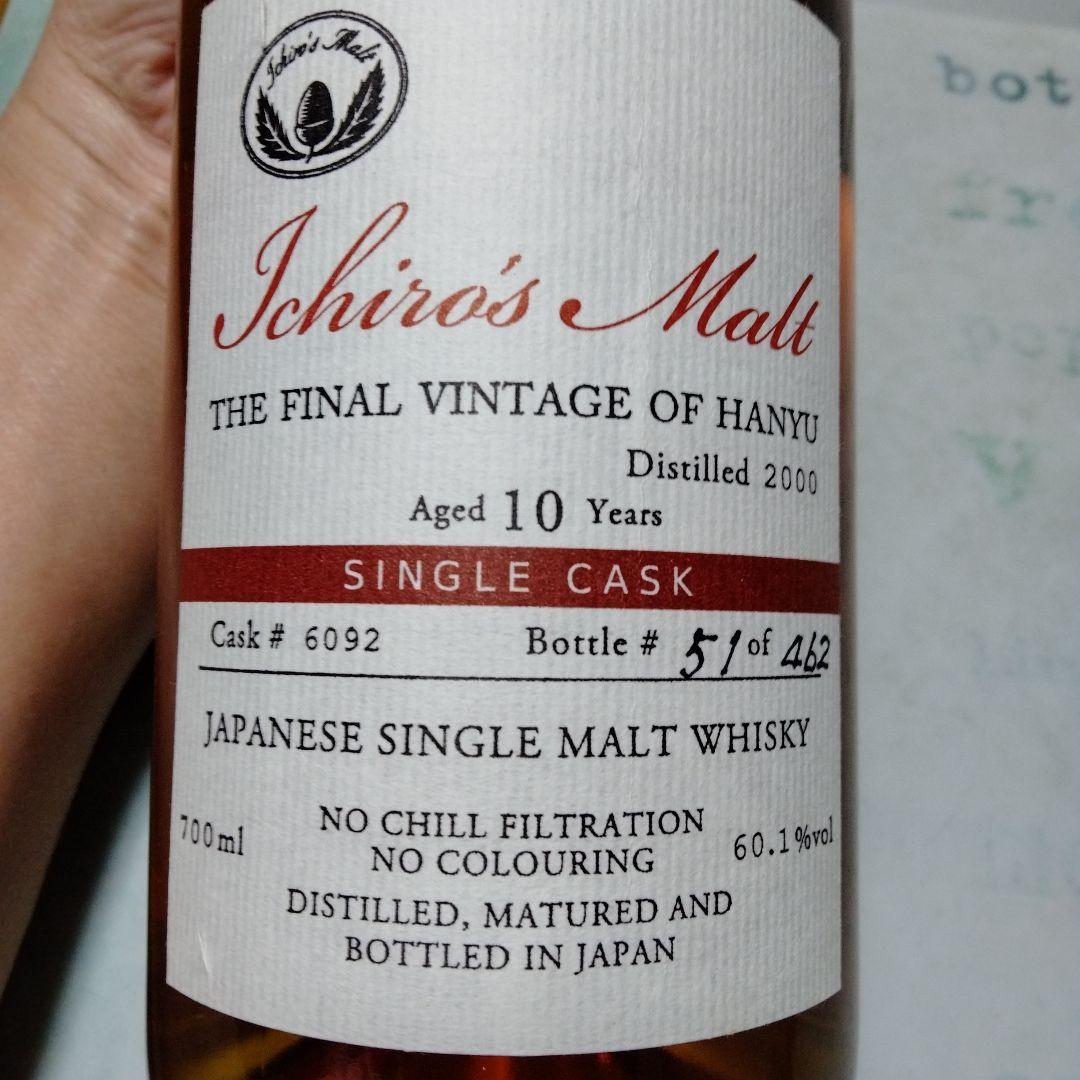 Ichiro's Malt
Ichiro's Malt
THE FINAL VINTAGE OF HANYU
Distilled 2000
Aged 10 Years
SINGLE CASK
Cask # 6092 Bottle # 51 of 462
JAPANESE SINGLE MALT WHISKY
700ml
NO CHILL FILTRATION
NO COLOURING
60.1%vol
DISTILLED, MATURED AND
BOTTLED IN JAPAN
bot